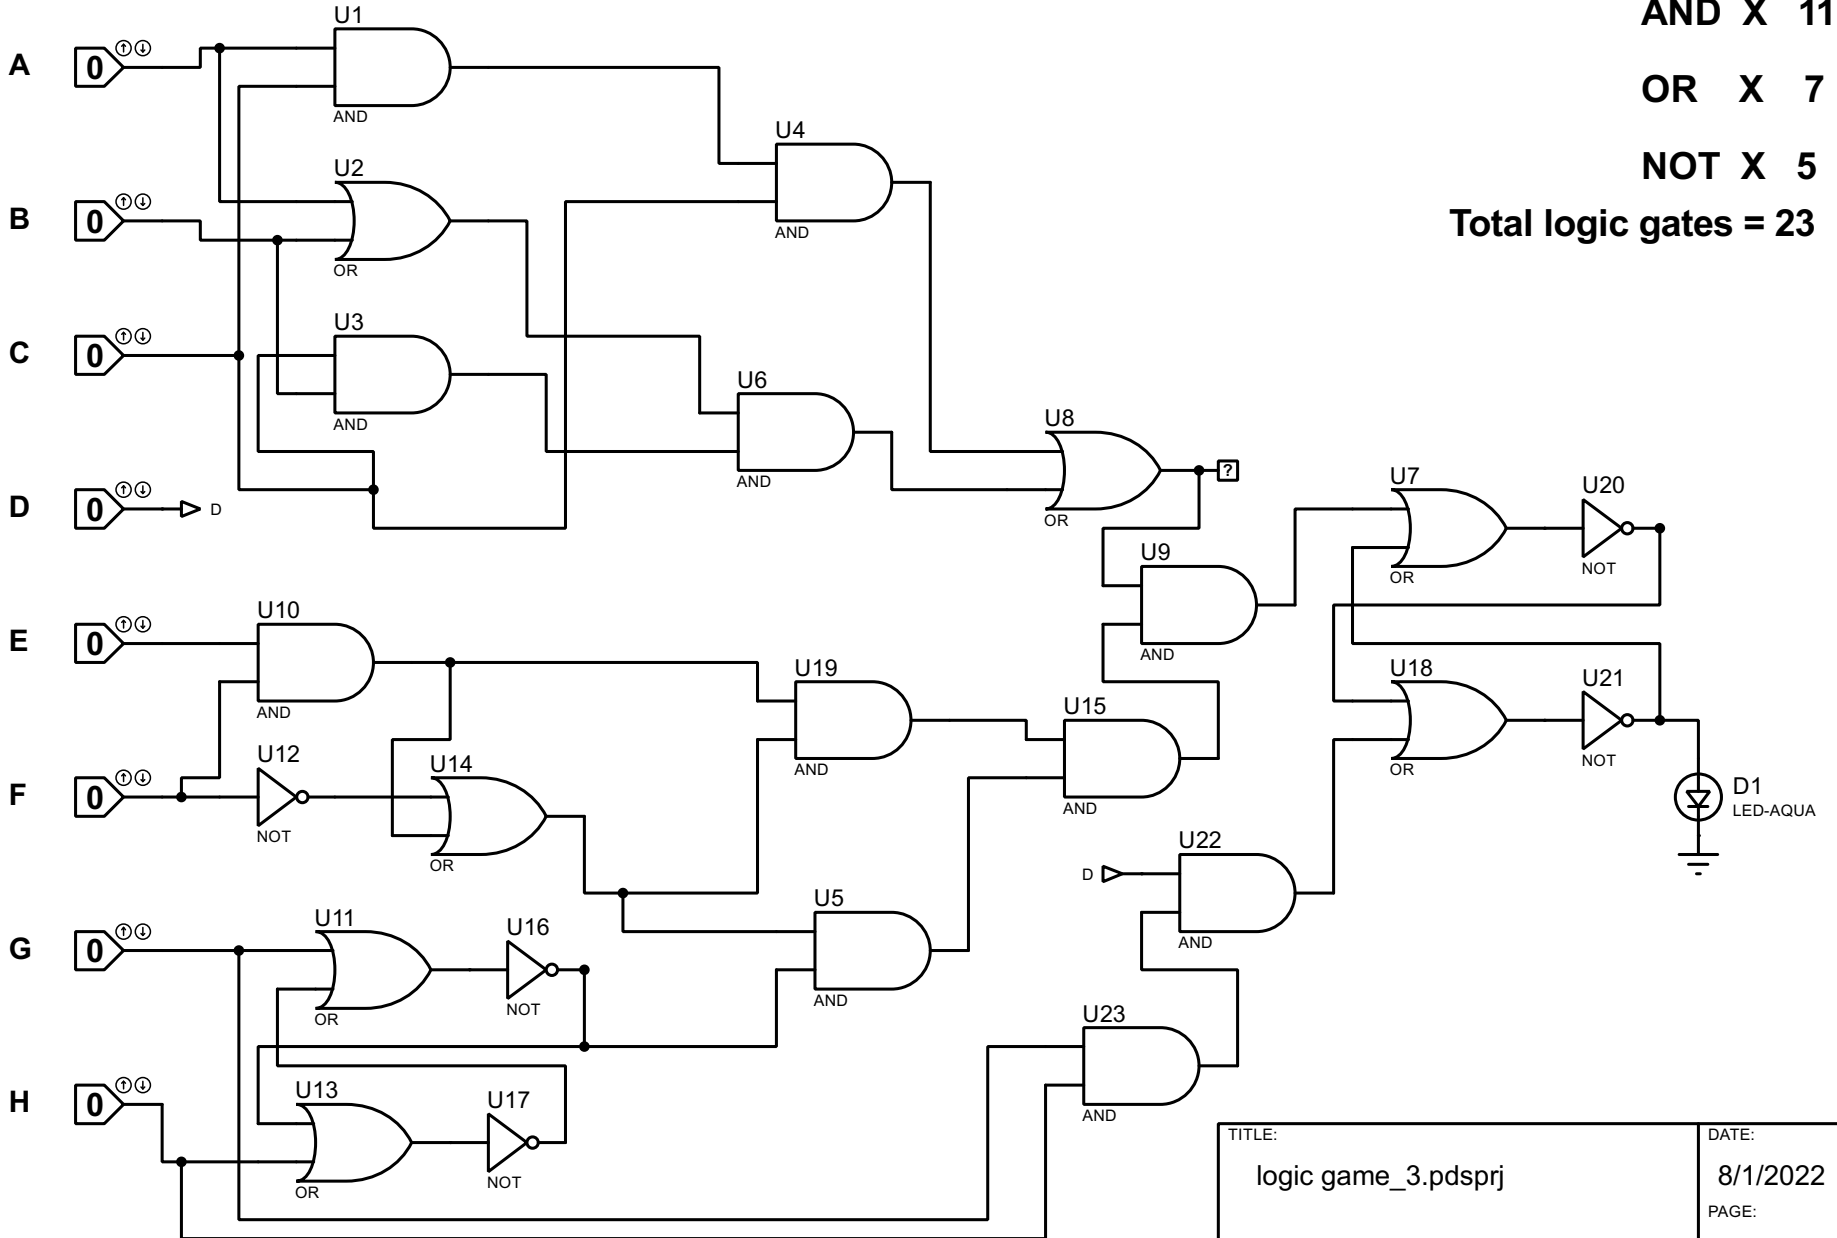 AND X 11
OR X 7
NOT X 5
Total logic gates = 23
A
0
U1
AND
B
0
U2
OR
C
0
U3
AND
D
0
D
U4
AND
U6
AND
U8
OR
?
U9
AND
U7
OR
U20
NOT
E
0
U10
AND
F
0
U12
NOT
U14
OR
U19
AND
U15
AND
U18
OR
U21
NOT
D1
LED-AQUA
D
U22
AND
G
0
U11
OR
U16
NOT
U5
AND
U23
AND
H
0
U13
OR
U17
NOT
TITLE:
logic game_3.pdsprj
DATE:
8/1/2022
PAGE: